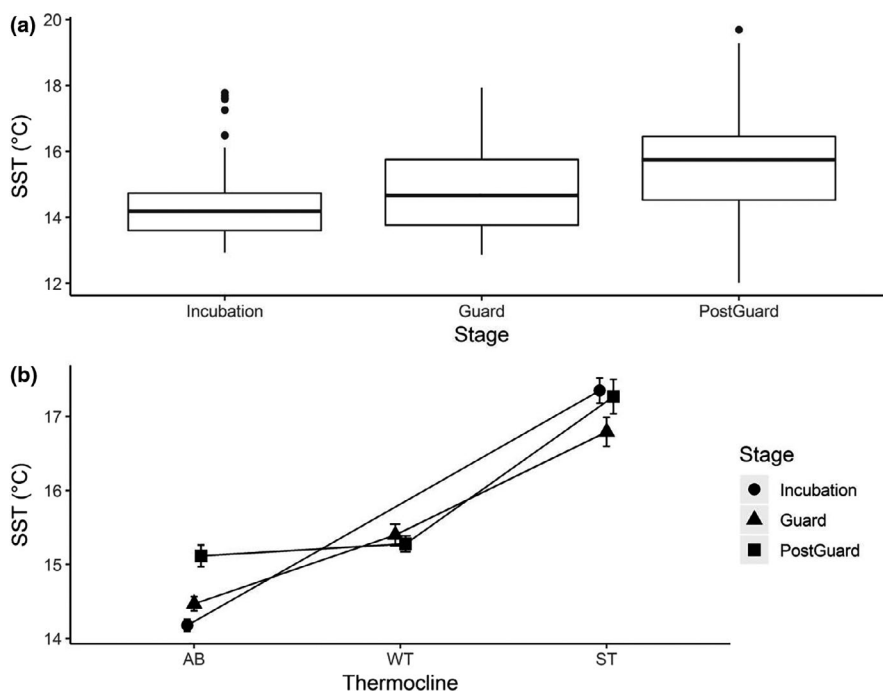 (a)
20
18
16
14
12
SST (°C)
Incubation Guard PostGuard
Stage
(b)
17
16
15
14
SST (°C)
AB WT ST
Thermocline
Stage
Incubation
Guard
PostGuard